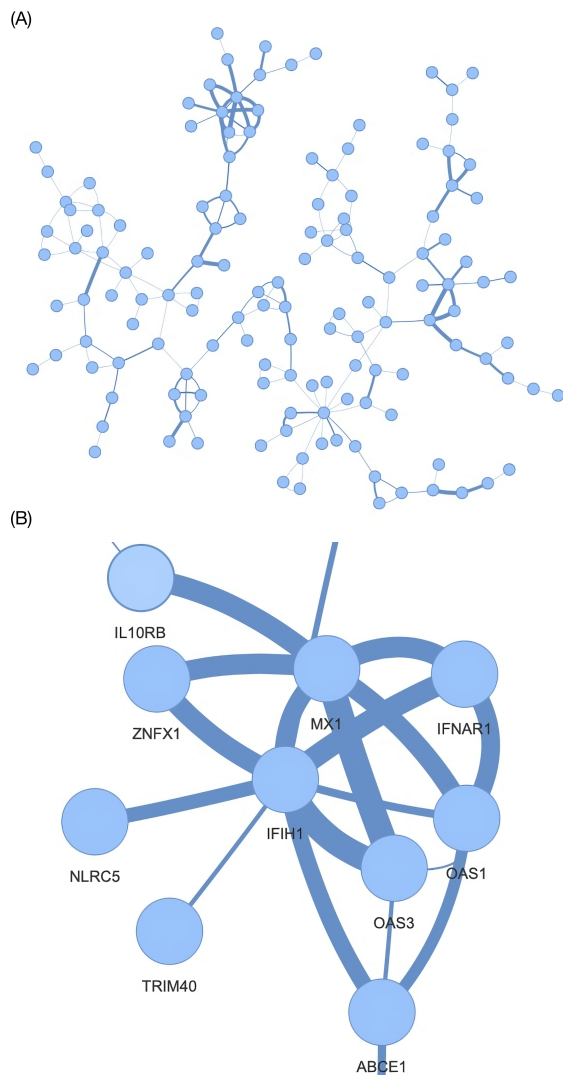 (A)
(B)
IL10RB
MX1
IFNAR1
ZNFX1
IFIH1
NLRC5
OAS1
OAS3
TRIM40
ABCE1